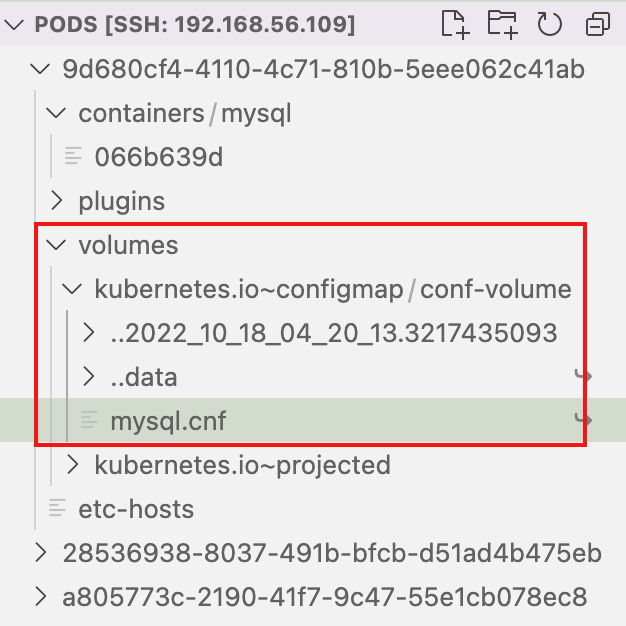 PODS [SSH: 192.168.56.109]
9d680cf4-4110-4c71-810b-5eee062c41ab
containers/mysql
066b639d
plugins
volumes
kubernetes.io~configmap/conf-volume
..2022_10_18_04_20_13.3217435093
..data
mysql.cnf
kubernetes.io~projected
etc-hosts
28536938-8037-491b-bfcb-d51ad4b475eb
a805773c-2190-41f7-9c47-55e1cb078ec8